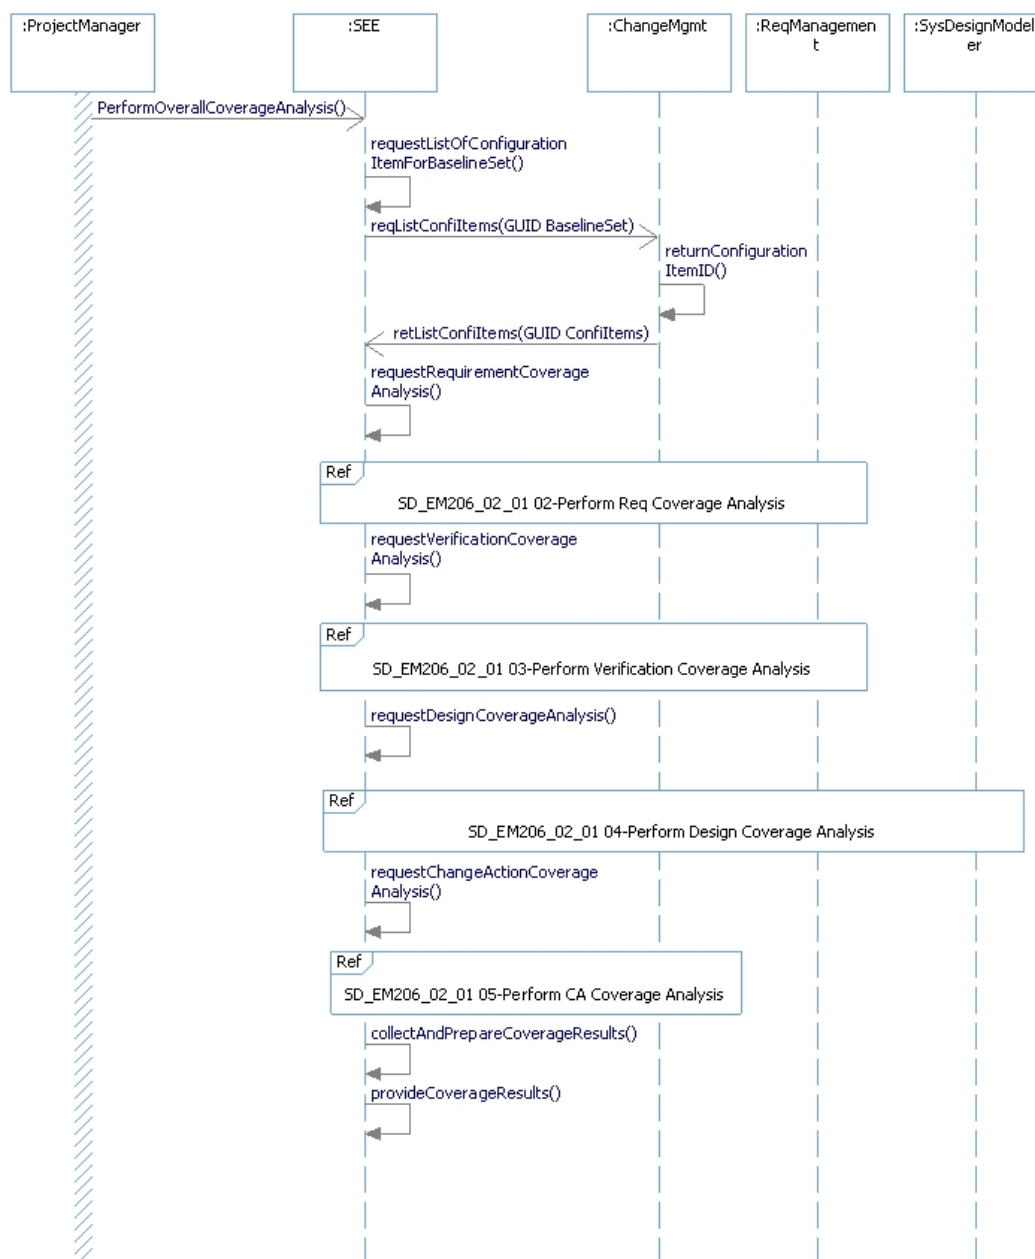 :ProjectManager
:SEE
:ChangeMgmt
:ReqManagemen
t
:SysDesignModel
er
PerformOverallCoverageAnalysis()
requestListOfConfiguration
ItemForBaselineSet()
reqListConfiItems(GUID BaselineSet)
returnConfiguration
ItemID()
retListConfiItems(GUID ConfiItems)
requestRequirementCoverage
Analysis()
Ref
SD_EM206_02_01 02-Perform Req Coverage Analysis
requestVerificationCoverage
Analysis()
Ref
SD_EM206_02_01 03-Perform Verification Coverage Analysis
requestDesignCoverageAnalysis()
Ref
SD_EM206_02_01 04-Perform Design Coverage Analysis
requestChangeActionCoverage
Analysis()
Ref
SD_EM206_02_01 05-Perform CA Coverage Analysis
collectAndPrepareCoverageResults()
provideCoverageResults()